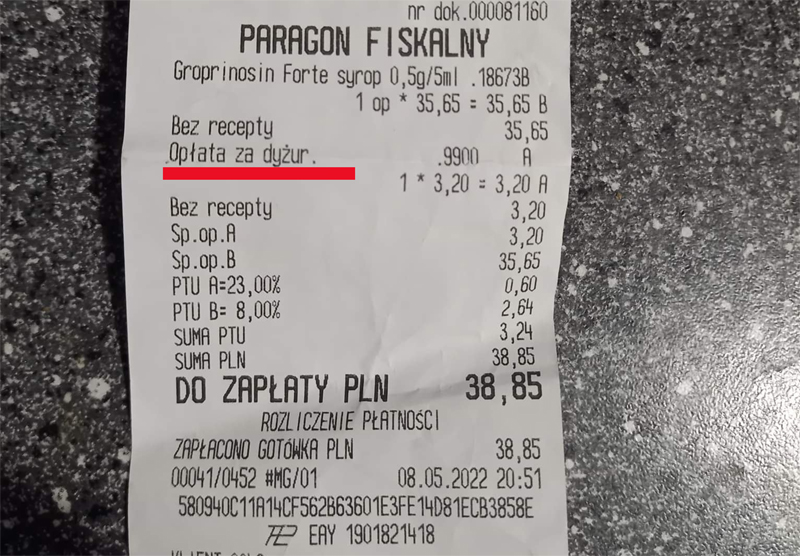 nr dok.000081160
PARAGON FISKALNY
Groprinosin Forte syrop 0,5g/5ml .18673B
1 op * 35,65 = 35,65 B
Bez recepty 35,65
.Opłata za dyżur. .9900 A
1 * 3,20 = 3,20 A
Bez recepty 3,20
Sp.op.A 3,20
Sp.op.B 35,65
PTU A=23,00% 0,60
PTU B= 8,00% 2,64
SUMA PTU 3,24
SUMA PLN 38,85
DO ZAPŁATY PLN 38,85
ROZLICZENIE PŁATNOŚCI
ZAPŁACONO GOTÓWKA PLN 38,85
00041/0452 #MG/01 08.05.2022 20:51
580940C11A14CF562B63601E3FE14D81ECB3858E
EAY 1901821418